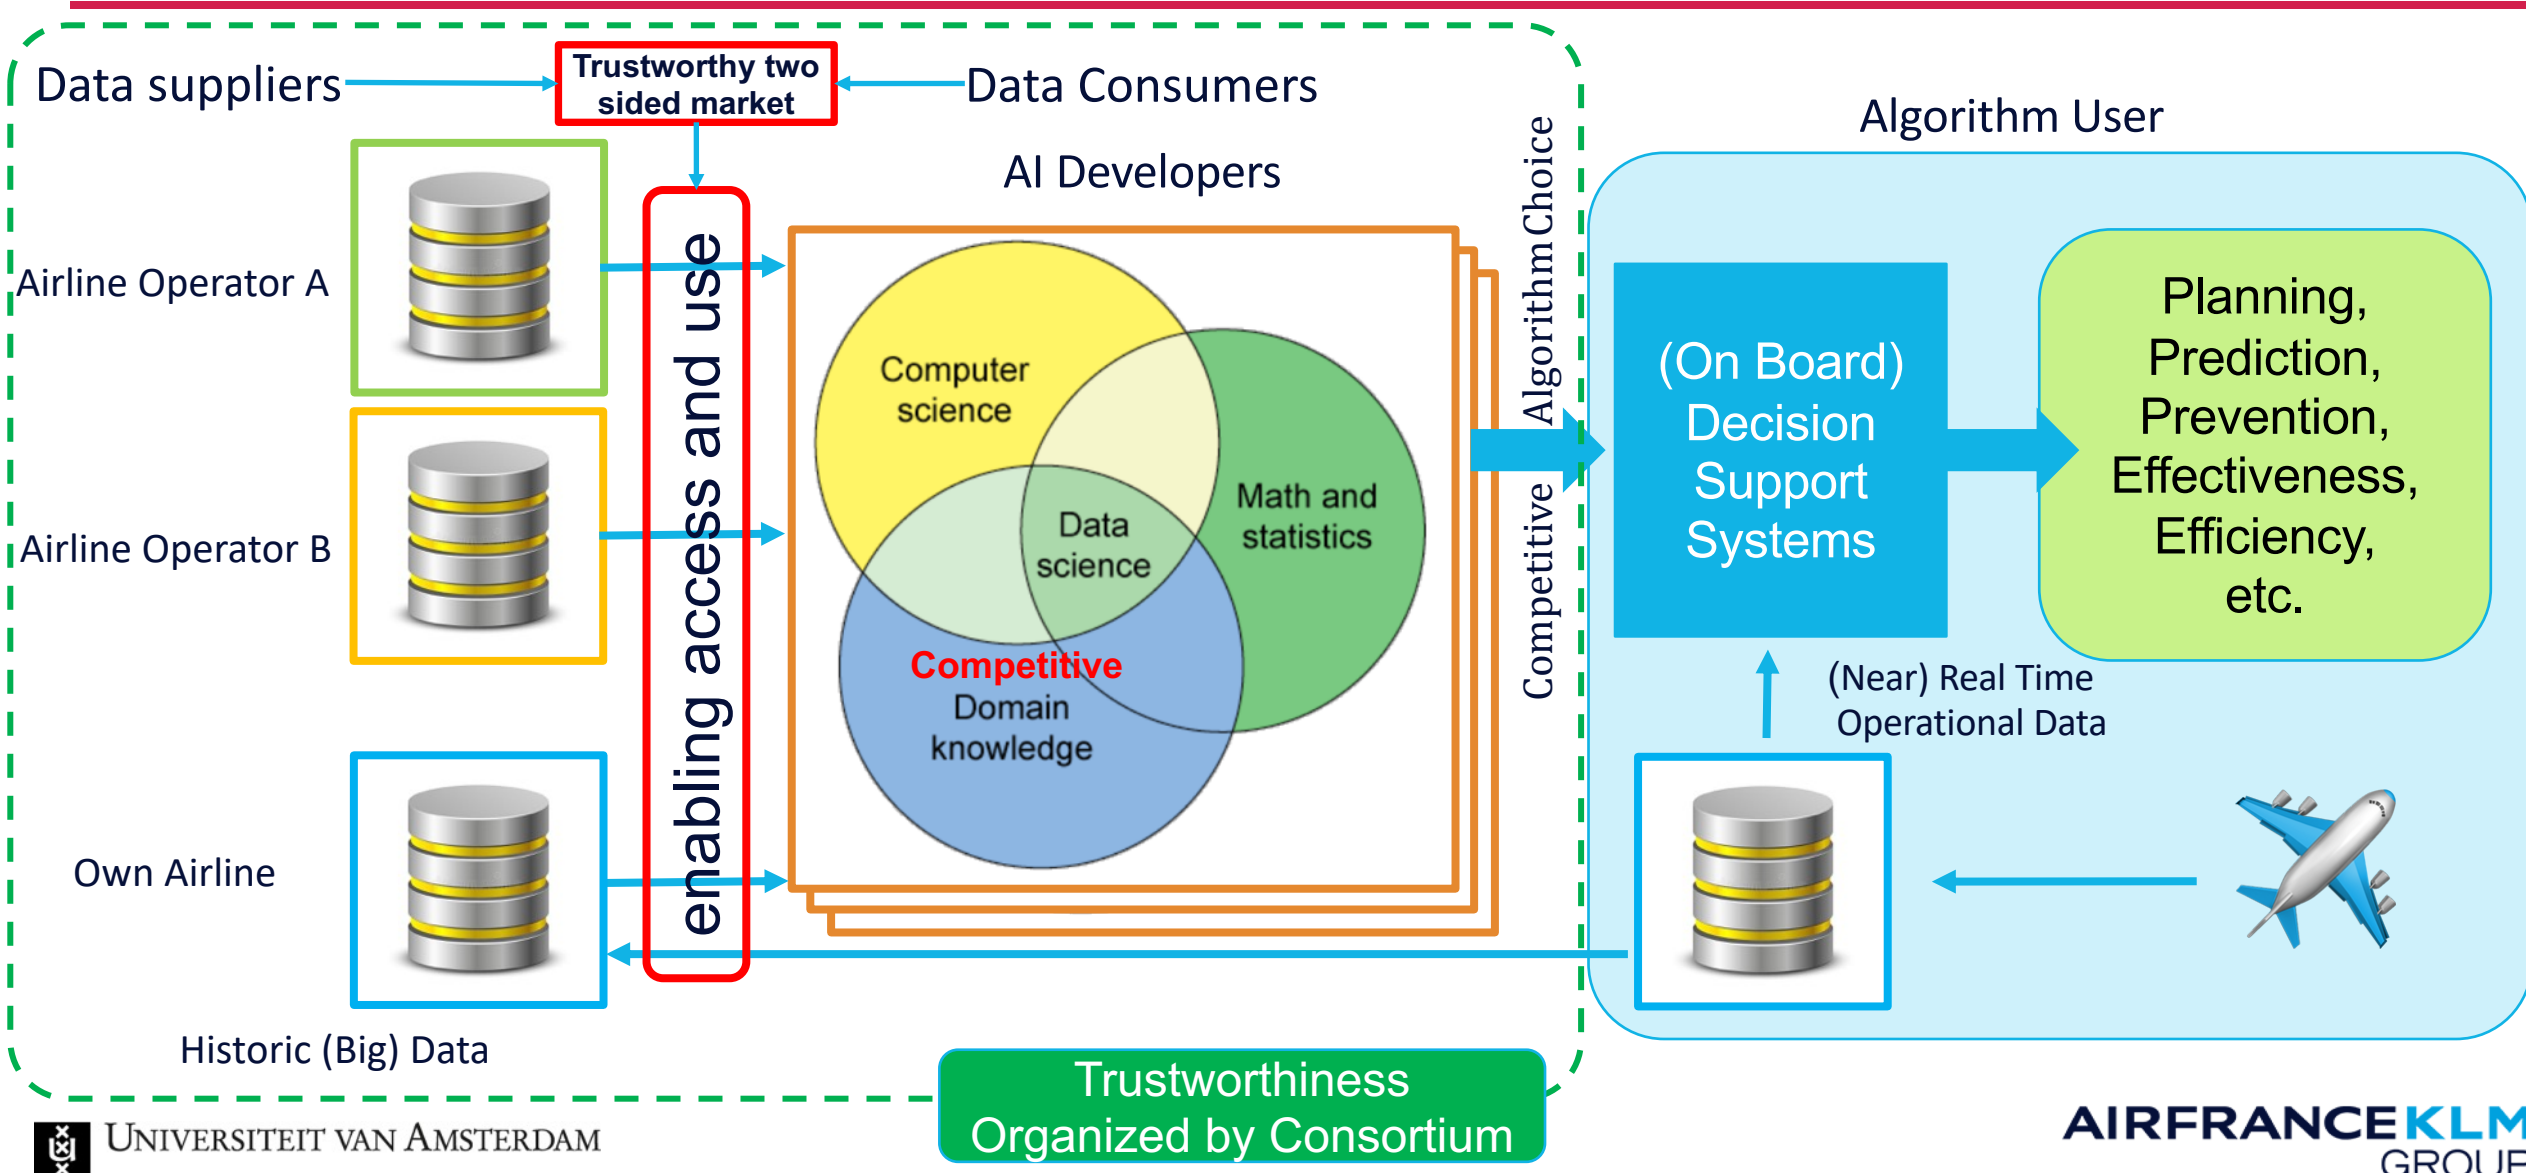 Data suppliers
Trustworthy two
sided market
Data Consumers
AI Developers
Algorithm User
Airline Operator A
Airline Operator B
Own Airline
Historic (Big) Data
enabling access and use
Computer
science
Math and
statistics
Data
science
Competitive
Domain
knowledge
Competitive Algorithm Choice
(On Board)
Decision
Support
Systems
Planning,
Prediction,
Prevention,
Effectiveness,
Efficiency,
etc.
(Near) Real Time
Operational Data
Trustworthiness
Organized by Consortium
UNIVERSITEIT VAN AMSTERDAM
AIRFRANCEKLM
GROUP